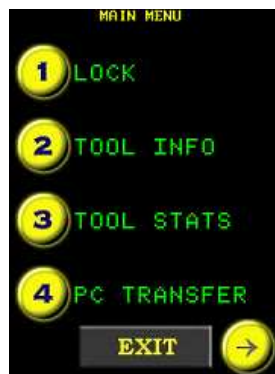 MAIN MENU
1 LOCK
2 TOOL INFO
3 TOOL STATS
4 PC TRANSFER
EXIT